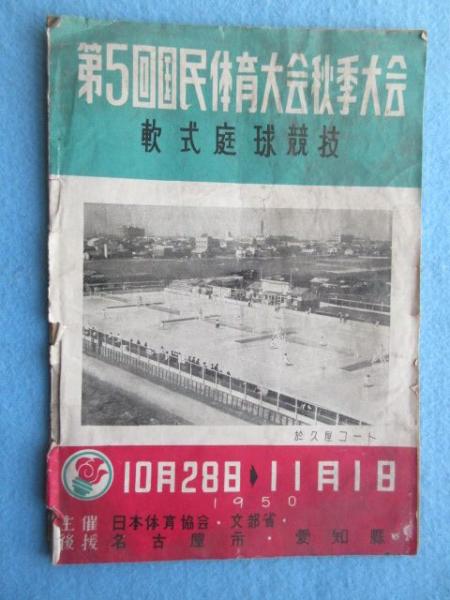 第5回国民体育大会秋季大会
軟式庭球競技
於久屋コート
10月28日▶11月1日
1950
主催 日本体育協会・文部省・
後援 名古屋市・愛知縣